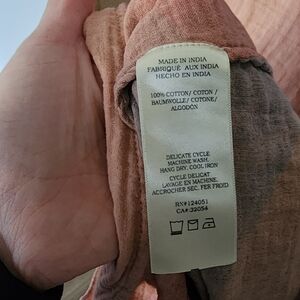 MADE IN INDIA
FABRIQUÉ AUX INDIA
HECHO EN INDIA
100% COTTON/ COTON/
BAUMWOLLE/ COTONE/
ALGODÓN
DELICATE CYCLE
MACHINE WASH,
HANG DRY, COOL IRON
CYCLE DELICAT
LAVAGE EN MACHINE,
ACCROCHER SEC, FER FROID
RN#124051
CA#:32054